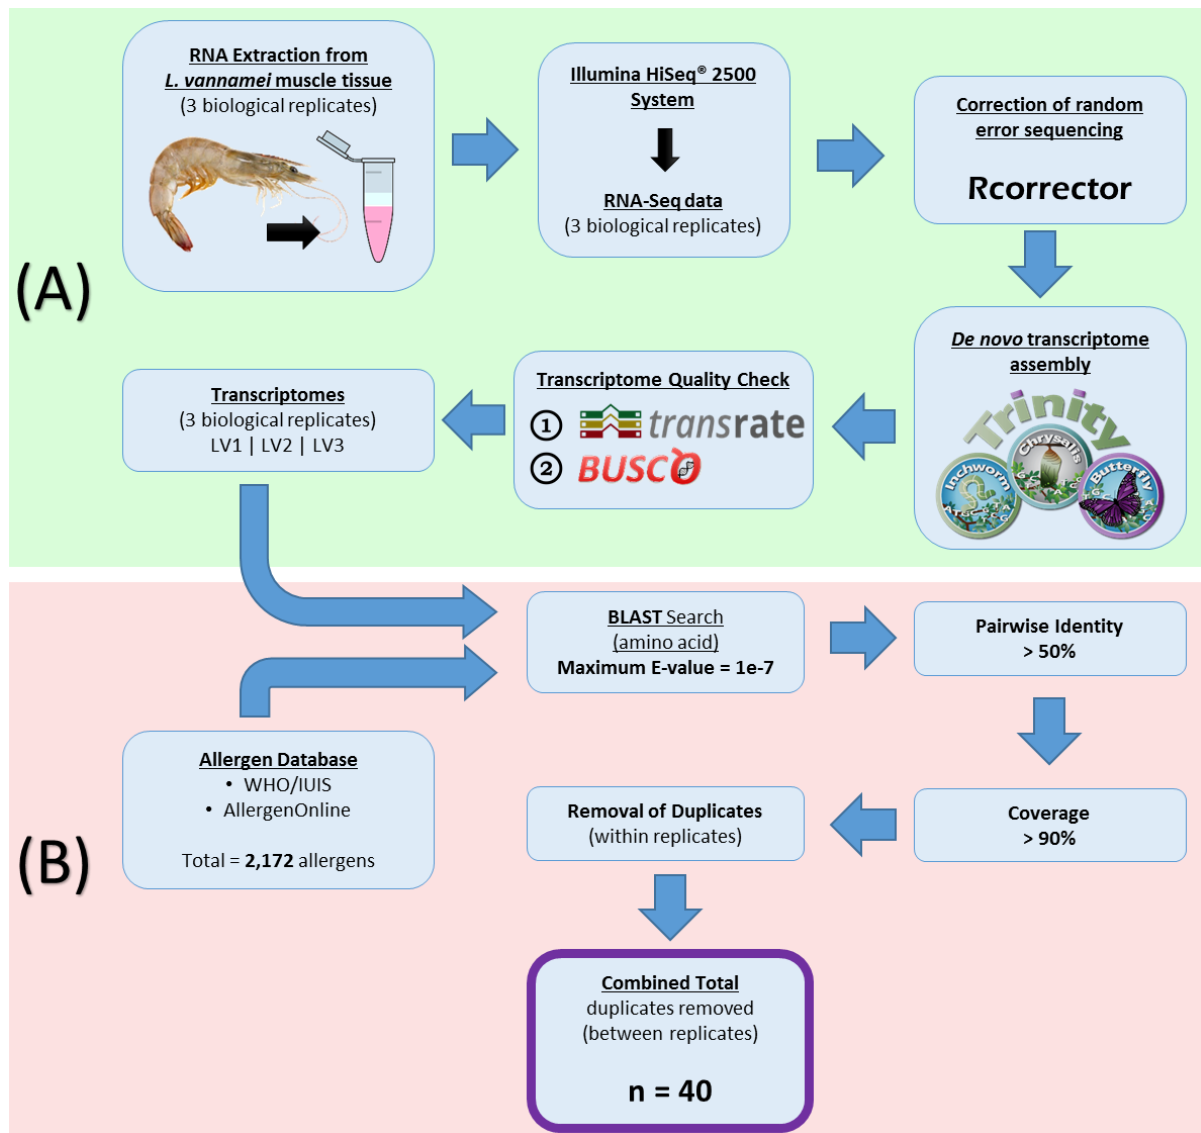 (A)
RNA Extraction from
L. vannamei muscle tissue
(3 biological replicates)
Illumina HiSeq® 2500
System
RNA-Seq data
(3 biological replicates)
Correction of random
error sequencing
Rcorrector
De novo transcriptome
assembly
Trinity
Inchworm
Chrysalis
Butterfly
Transcriptome Quality Check
1 transrate
2 BUSCO
Transcriptomes
(3 biological replicates)
LV1 | LV2 | LV3
(B)
BLAST Search
(amino acid)
Maximum E-value = 1e-7
Pairwise Identity
> 50%
Allergen Database
• WHO/IUIS
• AllergenOnline
Total = 2,172 allergens
Removal of Duplicates
(within replicates)
Coverage
> 90%
Combined Total
duplicates removed
(between replicates)
n = 40